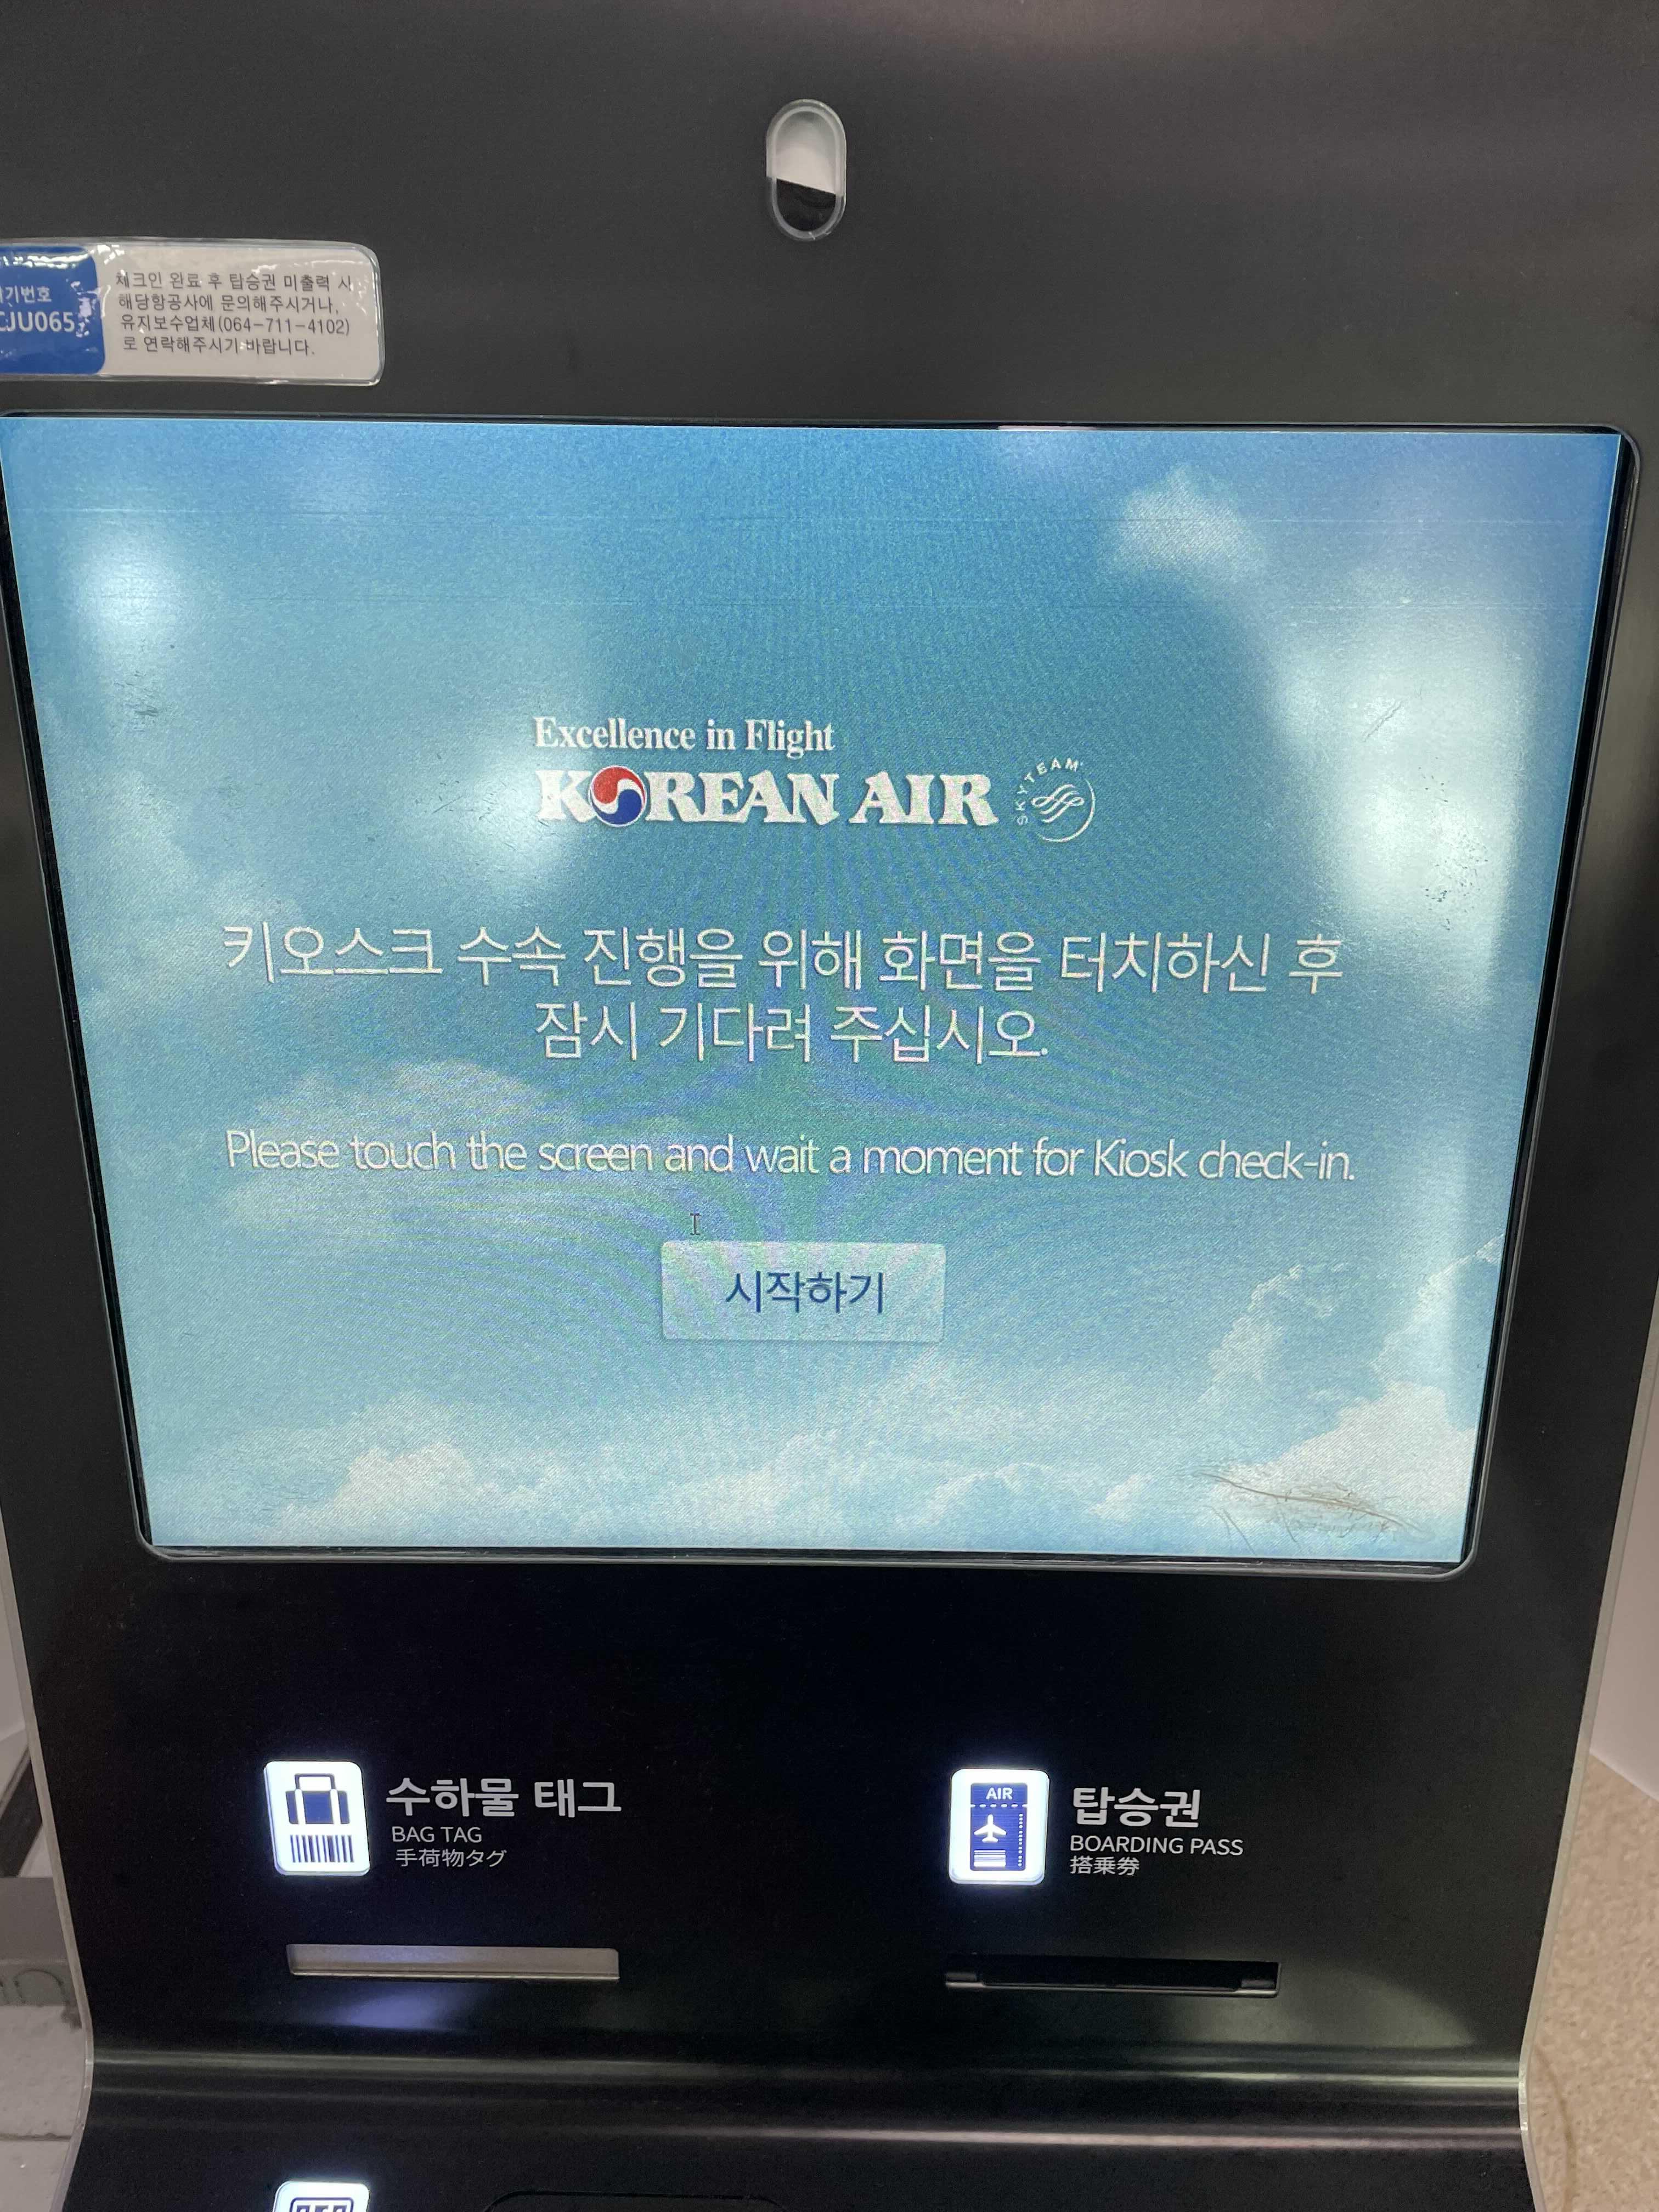 기번호
CJU065
체크인 완료 후 탑승권 미출력 시
해당항공사에 문의해주시거나,
유지보수업체(064-711-4102)
로 연락해주시기 바랍니다.
Excellence in Flight
KOREAN AIR
SKYTEAM
키오스크 수속 진행을 위해 화면을 터치하신 후
잠시 기다려 주십시오.
Please touch the screen and wait a moment for Kiosk check-in.
시작하기
수하물 태그
BAG TAG
手荷物タグ
AIR
탑승권
BOARDING PASS
搭乗券